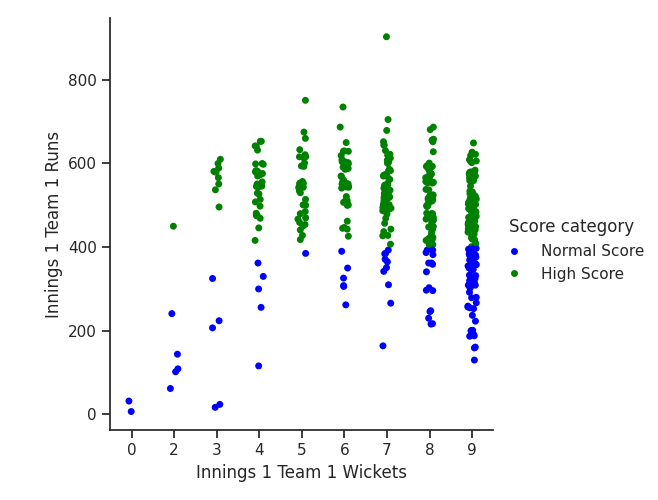 800
600
400
200
0
Innings 1 Team 1 Runs
0 2 3 4 5 6 7 8 9
Innings 1 Team 1 Wickets
Score category
Normal Score
High Score